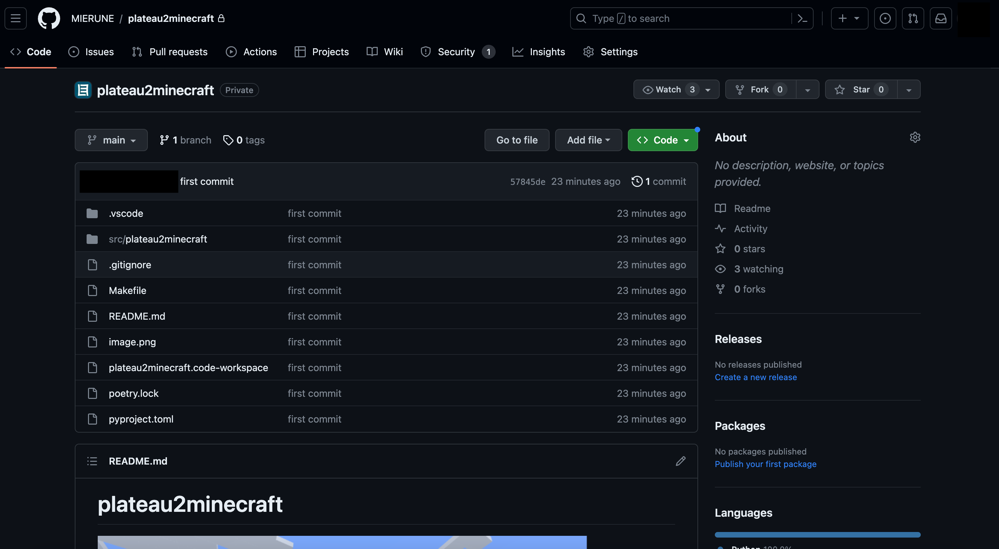 MIERUNE / plateau2minecraft
Type / to search
Code Issues Pull requests Actions Projects Wiki Security 1 Insights Settings
plateau2minecraft Private
Watch 3 Fork 0 Star 0
main 1 branch 0 tags Go to file Add file Code
first commit 57845de 23 minutes ago 1 commit
.vscode first commit 23 minutes ago
src/plateau2minecraft first commit 23 minutes ago
.gitignore first commit 23 minutes ago
Makefile first commit 23 minutes ago
README.md first commit 23 minutes ago
image.png first commit 23 minutes ago
plateau2minecraft.code-workspace first commit 23 minutes ago
poetry.lock first commit 23 minutes ago
pyproject.toml first commit 23 minutes ago
README.md
plateau2minecraft
About
No description, website, or topics
provided.
Readme
Activity
0 stars
3 watching
0 forks
Releases
No releases published
Create a new release
Packages
No packages published
Publish your first package
Languages
Python 100.0%